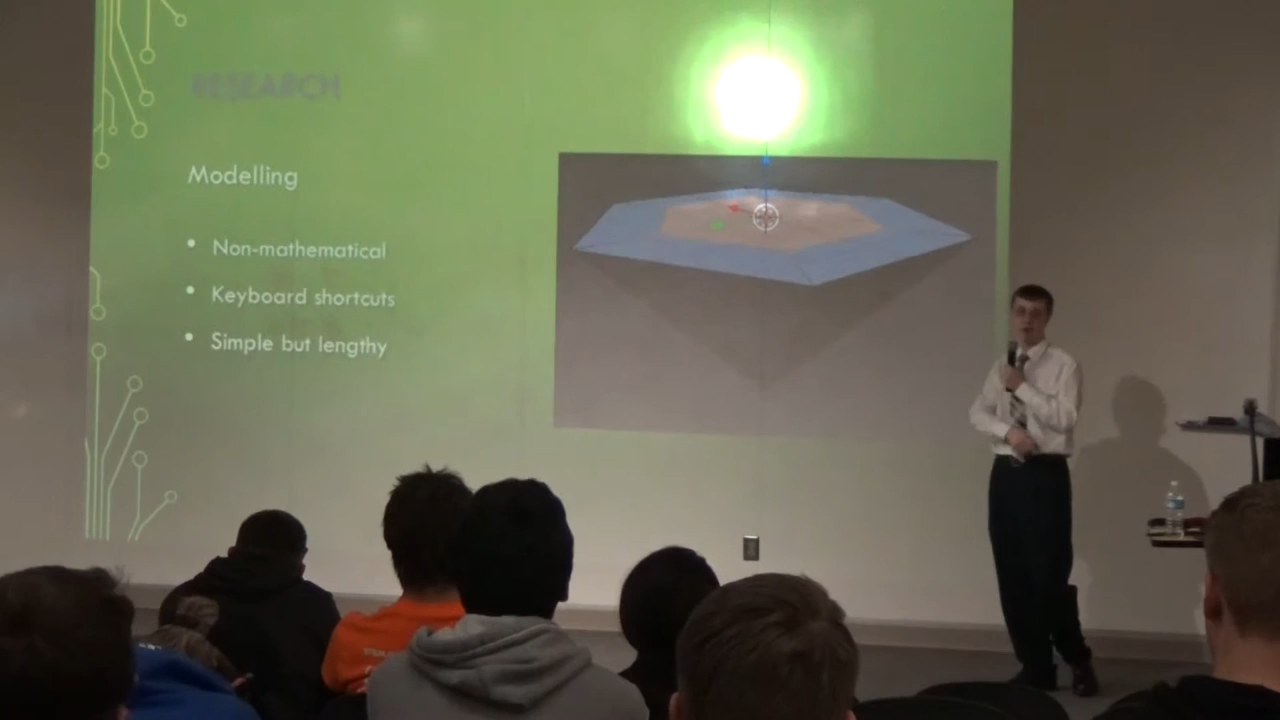 RESEARCH
Modelling
• Non-mathematical
• Keyboard shortcuts
• Simple but lengthy